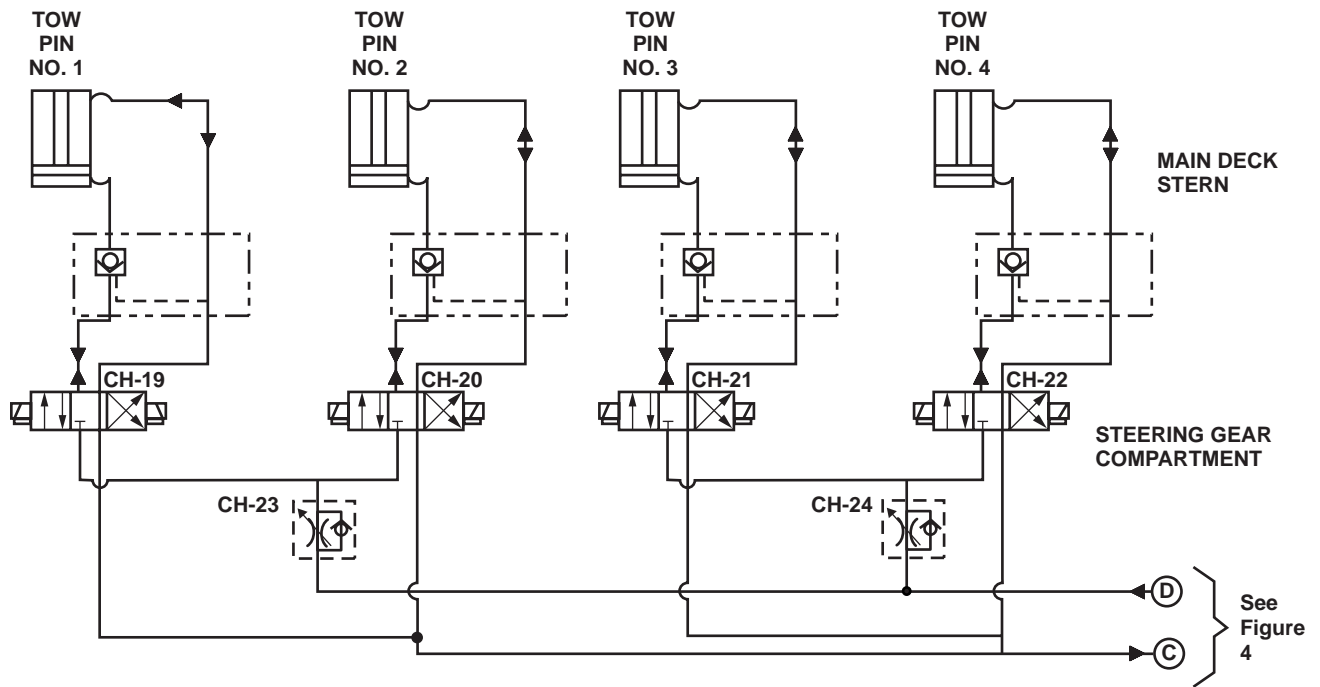 TOW
PIN
NO. 1
TOW
PIN
NO. 2
TOW
PIN
NO. 3
TOW
PIN
NO. 4
MAIN DECK
STERN
CH-19
CH-20
CH-21
CH-22
STEERING GEAR
COMPARTMENT
CH-23
CH-24
D
See
Figure
4
C